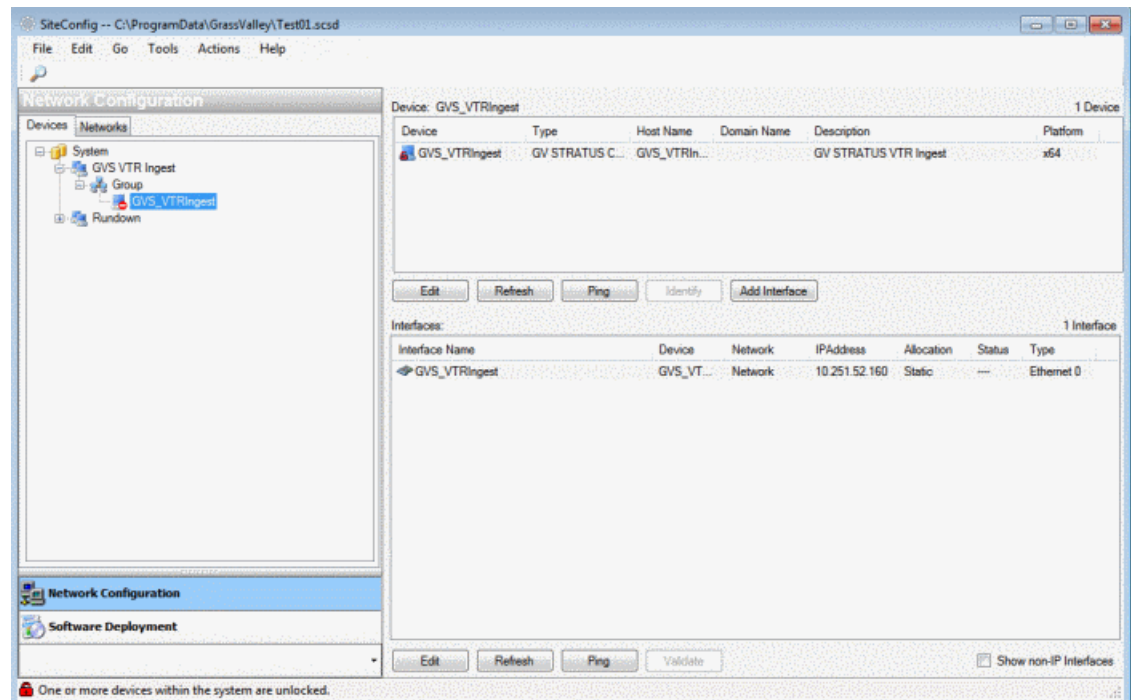 SiteConfig -- C:\ProgramData\GrassValley\Test01.scsd
File Edit Go Tools Actions Help
Network Configuration
Devices Networks
System
GVS VTR Ingest
Group
GVS_VTRIngest
Rundown
Network Configuration
Software Deployment
Device: GVS_VTRIngest 1 Device
Device Type Host Name Domain Name Description Platform
GVS_VTRIngest GV STRATUS C... GVS_VTRIn... GV STRATUS VTR Ingest x64
Edit Refresh Ping Identify Add Interface
Interfaces: 1 Interface
Interface Name Device Network IPAddress Allocation Status Type
GVS_VTRIngest GVS_VT... Network 10.251.52.160 Static --- Ethernet 0
Edit Refresh Ping Validate Show non-IP Interfaces
One or more devices within the system are unlocked.